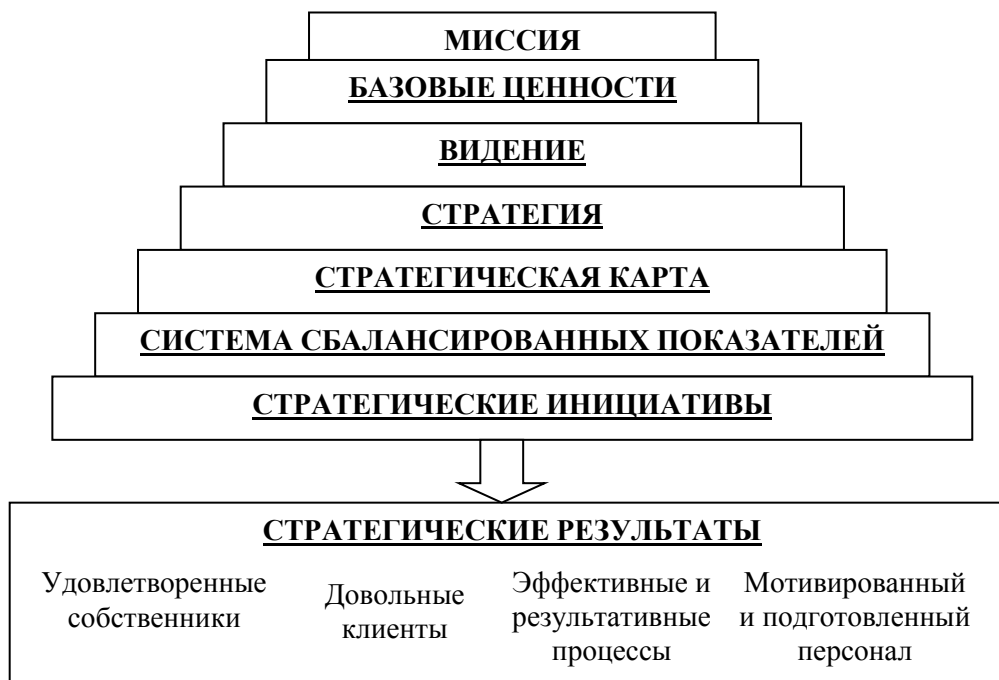 МИССИЯ
БАЗОВЫЕ ЦЕННОСТИ
ВИДЕНИЕ
СТРАТЕГИЯ
СТРАТЕГИЧЕСКАЯ КАРТА
СИСТЕМА СБАЛАНСИРОВАННЫХ ПОКАЗАТЕЛЕЙ
СТРАТЕГИЧЕСКИЕ ИНИЦИАТИВЫ
СТРАТЕГИЧЕСКИЕ РЕЗУЛЬТАТЫ
Удовлетворенные
собственники
Довольные
клиенты
Эффективные и
результативные
процессы
Мотивированный
и подготовленный
персонал